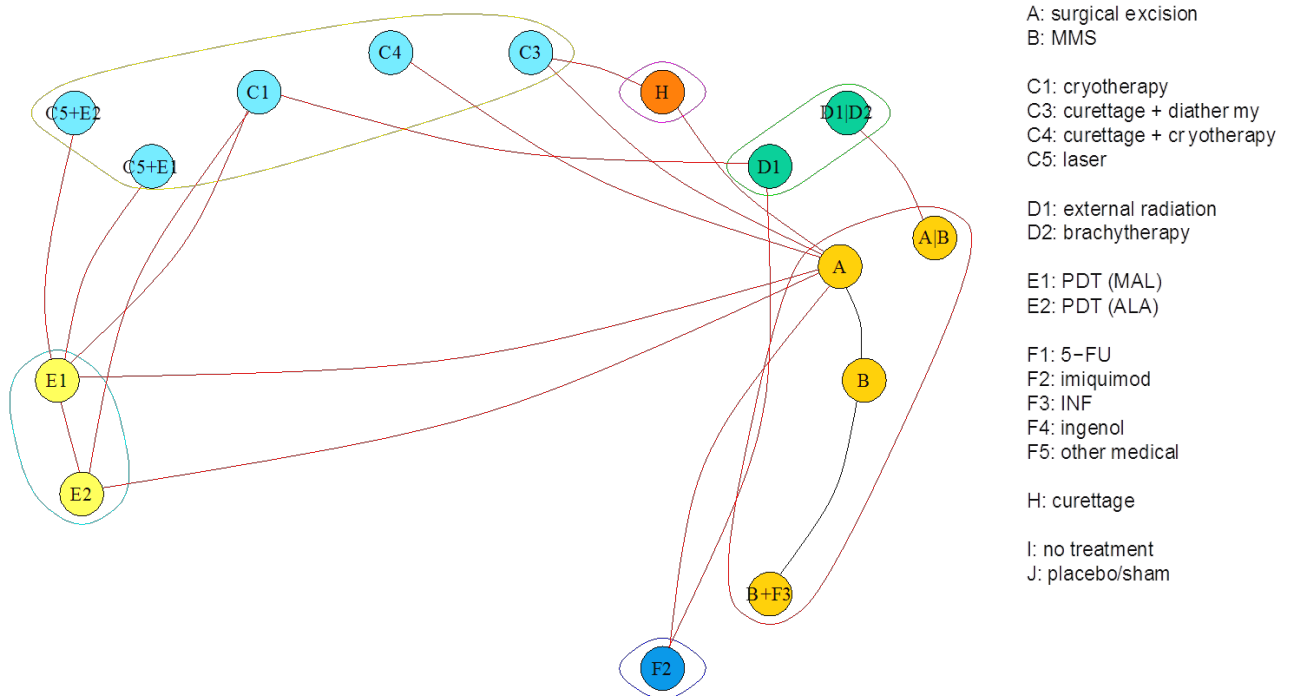 A: surgical excision
B: MMS
C4
C3
C1
H
C5+E2
D1|D2
C1: cryotherapy
C3: curettage + diather my
C4: curettage + cryotherapy
C5: laser
C5+E1
D1
D1: external radiation
D2: brachytherapy
A|B
A
E1: PDT (MAL)
E2: PDT (ALA)
E1
B
F1: 5−FU
F2: imiquimod
F3: INF
F4: ingenol
F5: other medical
E2
H: curettage
I: no treatment
J: placebo/sham
B+F3
F2